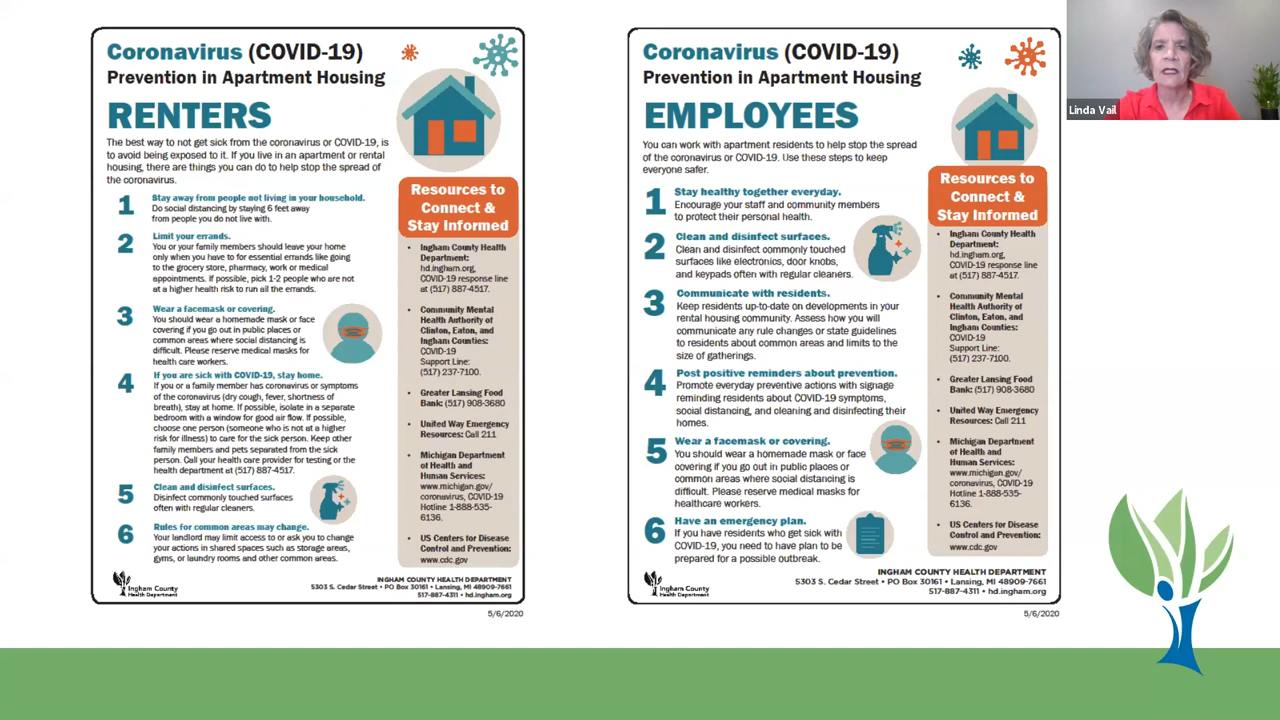 Coronavirus (COVID-19)
Prevention in Apartment Housing
RENTERS
The best way to not get sick from the coronavirus or COVID-19, is
to avoid being exposed to it. If you live in an apartment or rental
housing, there are things you can do to help stop the spread of
the coronavirus.
1 Stay away from people not living in your household.
Do social distancing by staying 6 feet away
from people you do not live with.
2 Limit your errands.
You or your family members should leave your home
only when you have to for essential errands like going
to the grocery store, pharmacy, work or medical
appointments. If possible, pick 1-2 people who are not
at a higher health risk to run all the errands.
3 Wear a facemask or covering.
You should wear a homemade mask or face
covering if you go out in public places or
common areas where social distancing is
difficult. Please reserve medical masks for
health care workers.
4 If you are sick with COVID-19, stay home.
If you or a family member has coronavirus or symptoms
of the coronavirus (dry cough, fever, shortness of
breath), stay at home. If possible, isolate in a separate
bedroom with a window for good air flow. If possible,
choose one person (someone who is not at a higher
risk for illness) to care for the sick person. Keep other
family members and pets separated from the sick
person. Call your health care provider for testing or the
health department at (517) 887-4517.
5 Clean and disinfect surfaces.
Disinfect commonly touched surfaces
often with regular cleaners.
6 Rules for common areas may change.
Your landlord may limit access to or ask you to change
your actions in shared spaces such as storage areas,
gyms, or laundry rooms and other common areas.
Resources to
Connect &
Stay Informed
• Ingham County Health
Department:
hd.ingham.org,
COVID-19 response line
at (517) 887-4517.
• Community Mental
Health Authority of
Clinton, Eaton, and
Ingham Counties:
COVID-19
Support Line:
(517) 237-7100.
• Greater Lansing Food
Bank: (517) 908-3680
• United Way Emergency
Resources: Call 211
• Michigan Department
of Health and
Human Services:
www.michigan.gov/
coronavirus, COVID-19
Hotline 1-888-535-
6136.
• US Centers for Disease
Control and Prevention:
www.cdc.gov
Ingham County
Health Department
INGHAM COUNTY HEALTH DEPARTMENT
5303 S. Cedar Street • PO Box 30161 • Lansing, MI 48909-7661
517-887-4311 • hd.ingham.org
5/6/2020
Coronavirus (COVID-19)
Prevention in Apartment Housing
EMPLOYEES
You can work with apartment residents to help stop the spread
of the coronavirus or COVID-19. Use these steps to keep
everyone safer.
1 Stay healthy together everyday.
Encourage your staff and community members
to protect their personal health.
2 Clean and disinfect surfaces.
Clean and disinfect commonly touched
surfaces like electronics, door knobs,
and keypads often with regular cleaners.
3 Communicate with residents.
Keep residents up-to-date on developments in your
rental housing community. Assess how you will
communicate any rule changes or state guidelines
to residents about common areas and limits to the
size of gatherings.
4 Post positive reminders about prevention.
Promote everyday preventive actions with signage
reminding residents about COVID-19 symptoms,
social distancing, and cleaning and disinfecting their
homes.
5 Wear a facemask or covering.
You should wear a homemade mask or face
covering if you go out in public places or
common areas where social distancing is
difficult. Please reserve medical masks for
healthcare workers.
6 Have an emergency plan.
If you have residents who get sick with
COVID-19, you need to have plan to be
prepared for a possible outbreak.
Resources to
Connect &
Stay Informed
• Ingham County Health
Department:
hd.ingham.org,
COVID-19 response line
at (517) 887-4517.
• Community Mental
Health Authority of
Clinton, Eaton, and
Ingham Counties:
COVID-19
Support Line:
(517) 237-7100.
• Greater Lansing Food
Bank: (517) 908-3680
• United Way Emergency
Resources: Call 211
• Michigan Department
of Health and
Human Services:
www.michigan.gov/
coronavirus, COVID-19
Hotline 1-888-535-
6136.
• US Centers for Disease
Control and Prevention:
www.cdc.gov
Ingham County
Health Department
INGHAM COUNTY HEALTH DEPARTMENT
5303 S. Cedar Street • PO Box 30161 • Lansing, MI 48909-7661
517-887-4311 • hd.ingham.org
5/6/2020
Linda Vail